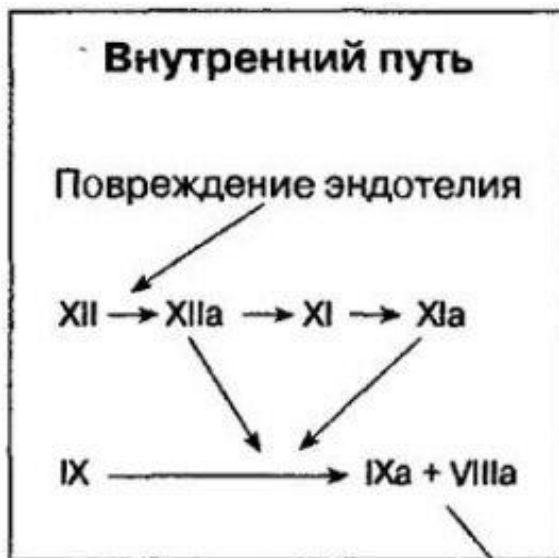 Внутренний путь
Повреждение эндотелия
XII → XIIa → XI → XIa
IX → IXa + VIIIa